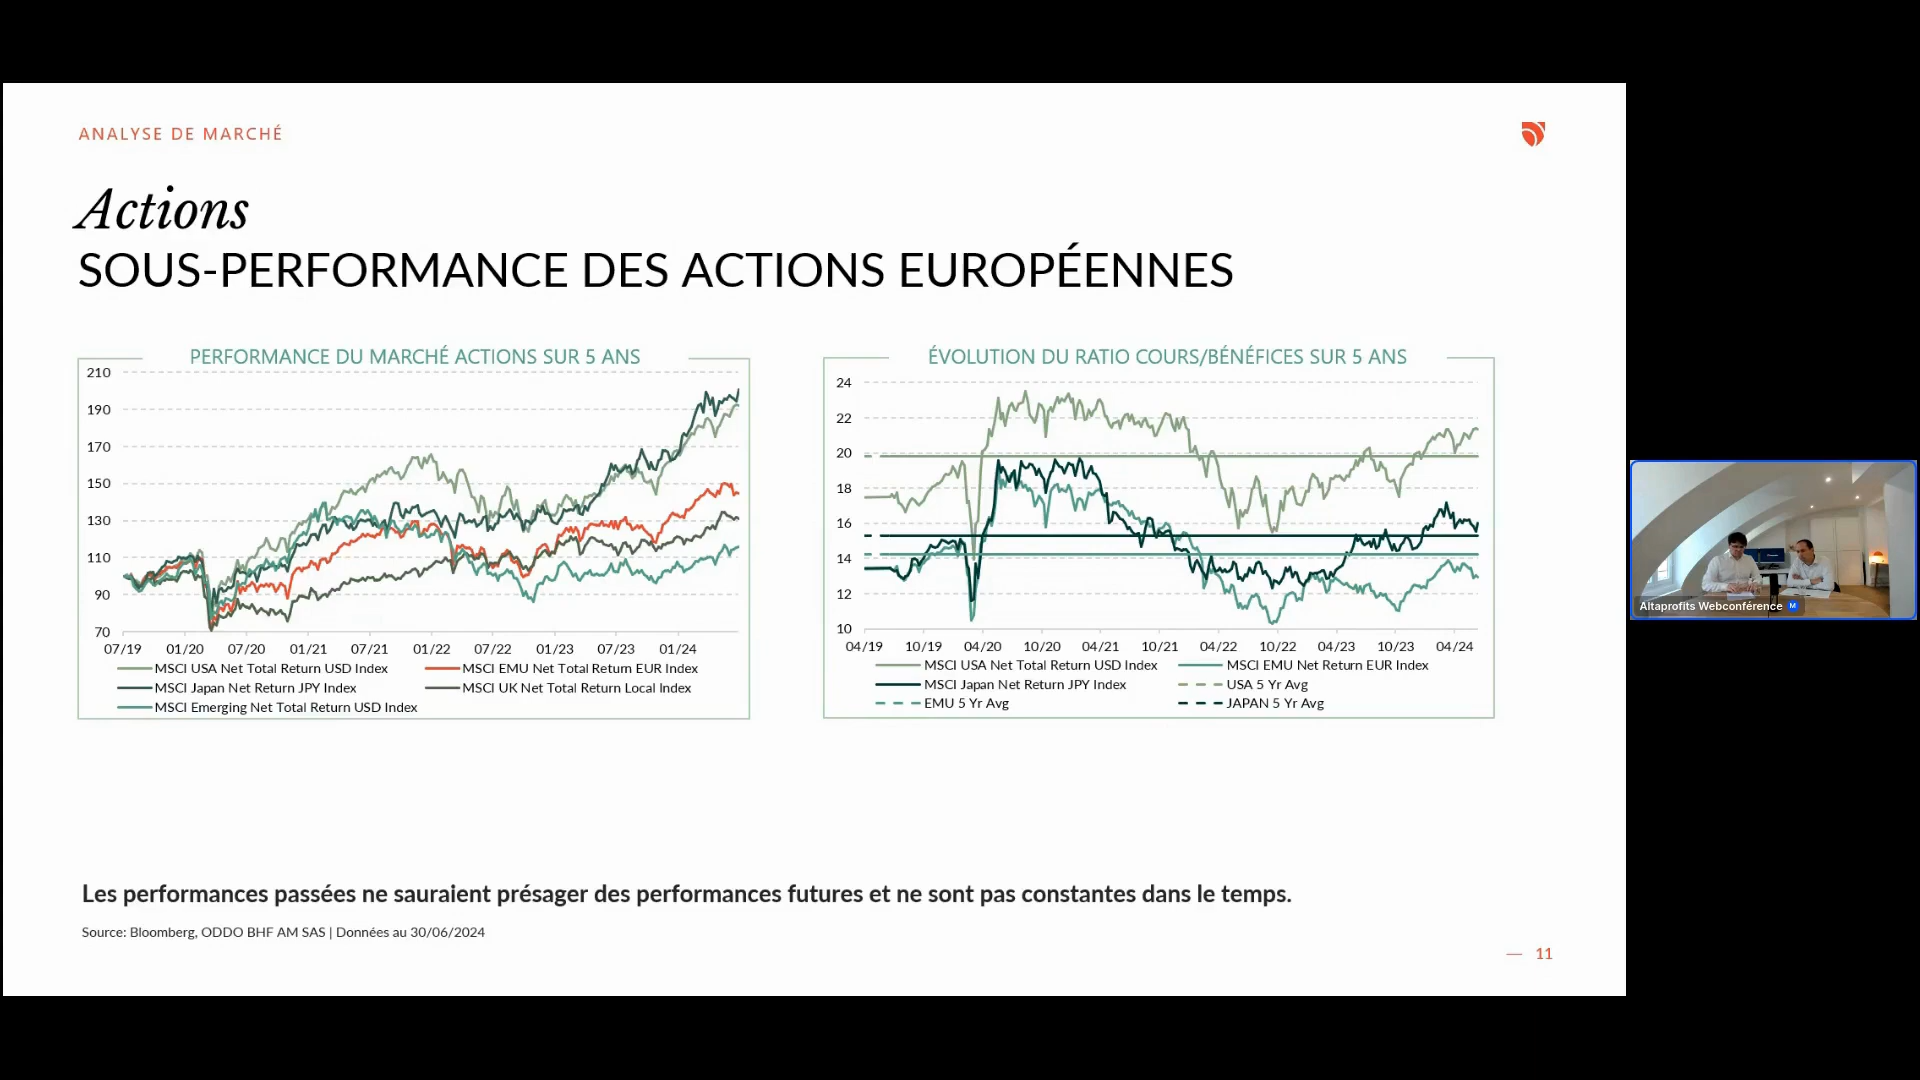 ANALYSE DE MARCHÉ
Actions
SOUS-PERFORMANCE DES ACTIONS EUROPÉENNES
PERFORMANCE DU MARCHÉ ACTIONS SUR 5 ANS
210
190
170
150
130
110
90
70
07/19 01/20 07/20 01/21 07/21 01/22 07/22 01/23 07/23 01/24
MSCI USA Net Total Return USD Index MSCI EMU Net Total Return EUR Index
MSCI Japan Net Return JPY Index MSCI UK Net Total Return Local Index
MSCI Emerging Net Total Return USD Index
ÉVOLUTION DU RATIO COURS/BÉNÉFICES SUR 5 ANS
24
22
20
18
16
14
12
10
04/19 10/19 04/20 10/20 04/21 10/21 04/22 10/22 04/23 10/23 04/24
MSCI USA Net Total Return USD Index MSCI EMU Net Return EUR Index
MSCI Japan Net Return JPY Index USA 5 Yr Avg
EMU 5 Yr Avg JAPAN 5 Yr Avg
Altaprofits Webconférence M
Les performances passées ne sauraient présager des performances futures et ne sont pas constantes dans le temps.
Source: Bloomberg, ODDO BHF AM SAS | Données au 30/06/2024
— 11